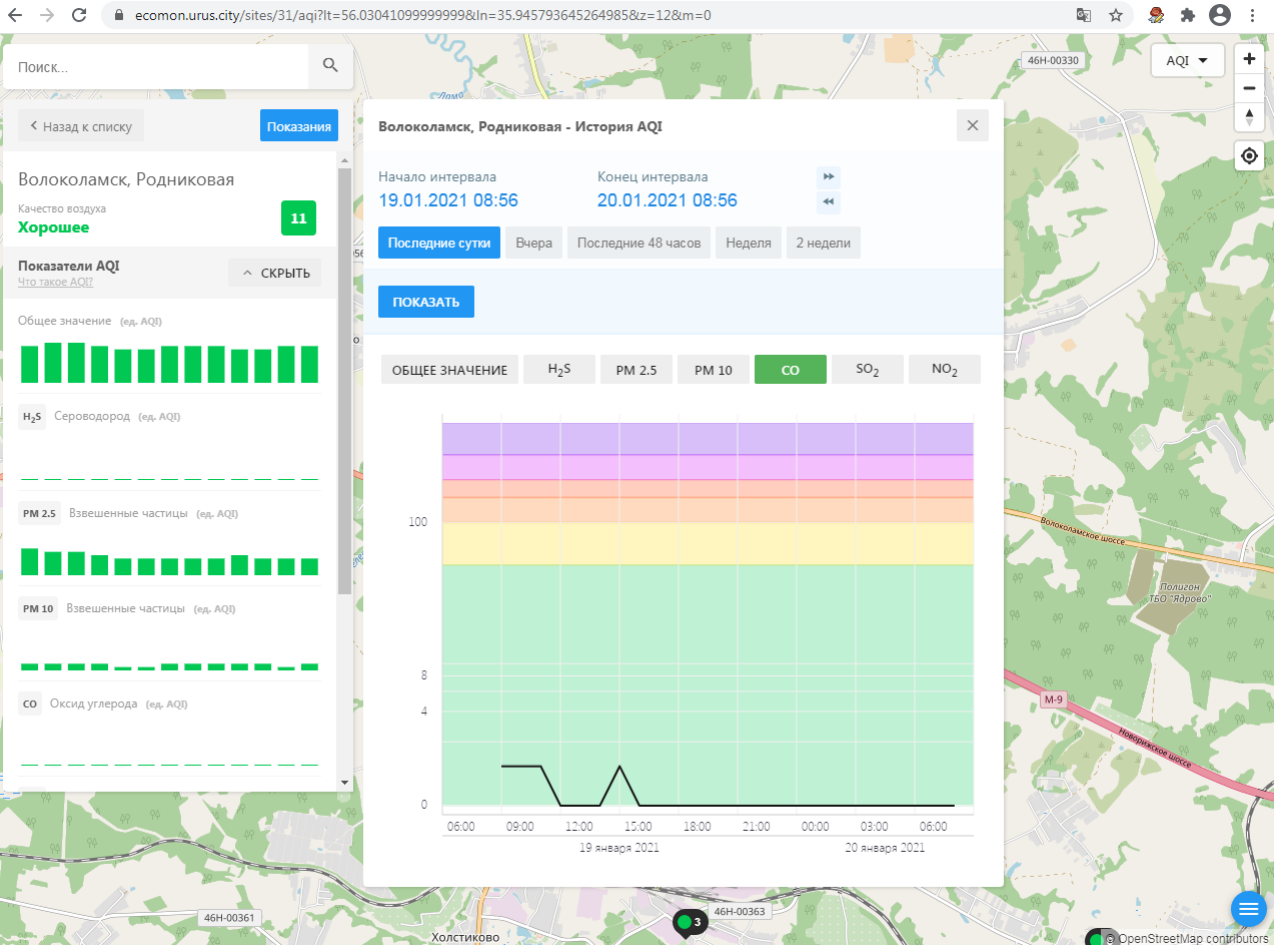 ecomon.urus.city/sites/31/aqi?lt=56.03041099999999&ln=35.945793645264985&z=12&m=0
Поиск...
46Н-00330
AQI
Назад к списку
Показания
Волоколамск, Родниковая
Качество воздуха
Хорошее
11
Показатели AQI
Что такое AQI?
СКРЫТЬ
Общее значение (ед. AQI)
H2S Сероводород (ед. AQI)
PM 2.5 Взвешенные частицы (ед. AQI)
PM 10 Взвешенные частицы (ед. AQI)
CO Оксид углерода (ед. AQI)
Волоколамск, Родниковая - История AQI
Начало интервала Конец интервала
19.01.2021 08:56 20.01.2021 08:56
Последние сутки Вчера Последние 48 часов Неделя 2 недели
ПОКАЗАТЬ
ОБЩЕЕ ЗНАЧЕНИЕ H2S PM 2.5 PM 10 CO SO2 NO2
100
8
4
0
06:00 09:00 12:00 15:00 18:00 21:00 00:00 03:00 06:00
19 января 2021 20 января 2021
Волоколамское шоссе
Полигон
ТБО "Ядрово"
М-9
Новорижское шоссе
46Н-00361
3
46Н-00363
Холстиково
© OpenStreetMap contributors